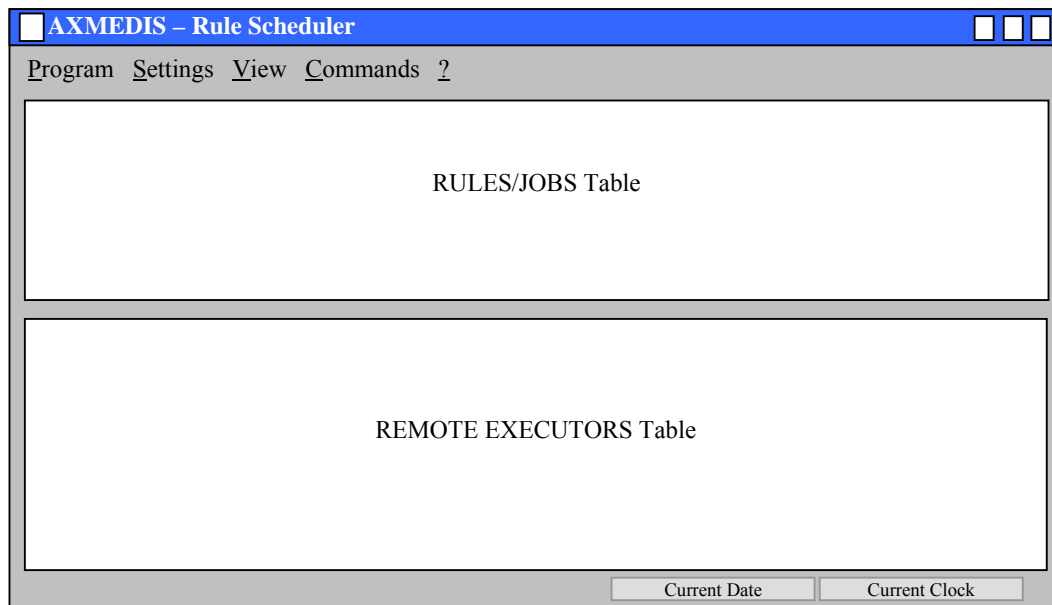 AXMEDIS – Rule Scheduler
Program Settings View Commands ?
RULES/JOBS Table
REMOTE EXECUTORS Table
Current Date Current Clock